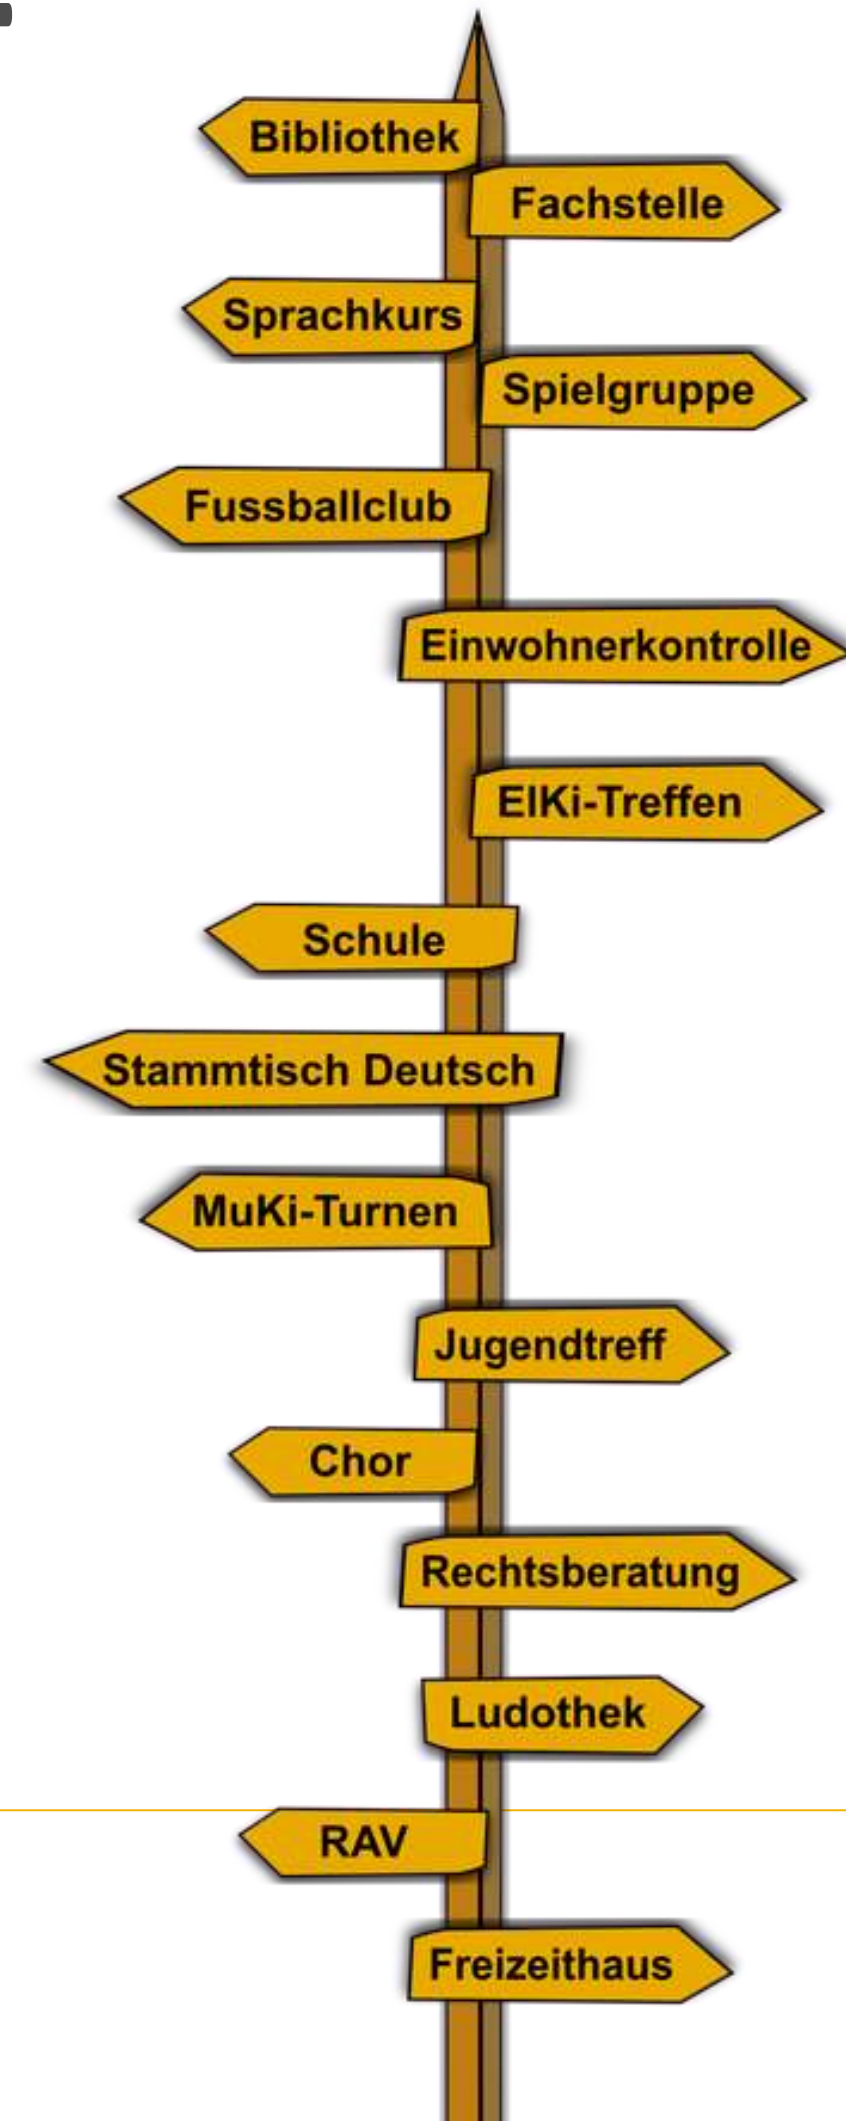 Bibliothek
Fachstelle
Sprachkurs
Spielgruppe
Fussballclub
Einwohnerkontrolle
ElKi-Treffen
Schule
Stammtisch Deutsch
MuKi-Turnen
Jugendtreff
Chor
Rechtsberatung
Ludothek
RAV
Freizeithaus